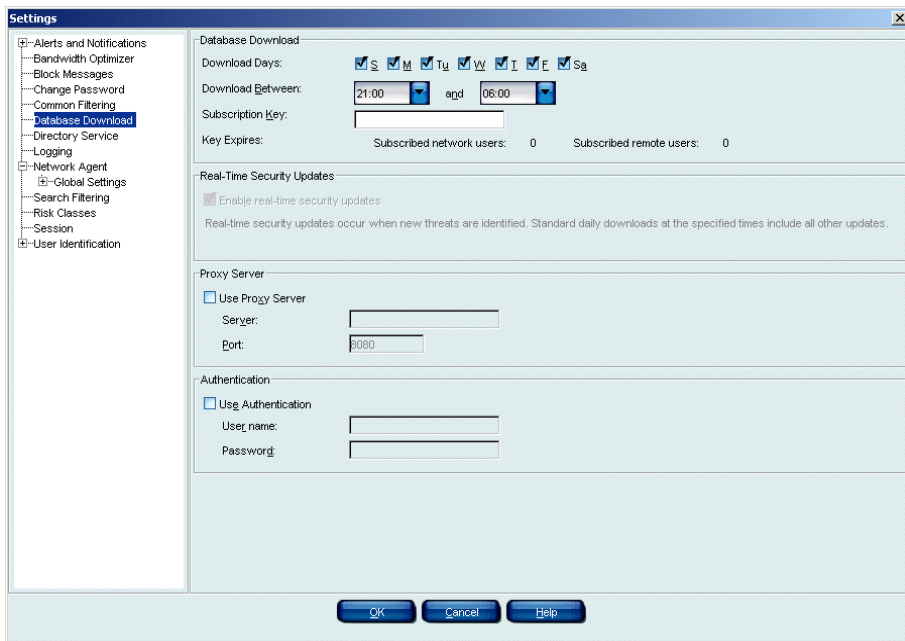 Settings
Alerts and Notifications
Bandwidth Optimizer
Block Messages
Change Password
Common Filtering
Database Download
Directory Service
Logging
Network Agent
Global Settings
Search Filtering
Risk Classes
Session
User Identification
Database Download
Download Days: S M Tu W T F Sa
Download Between: 21:00 and 06:00
Subscription Key:
Key Expires: Subscribed network users: 0 Subscribed remote users: 0
Real-Time Security Updates
Enable real-time security updates
Real-time security updates occur when new threats are identified. Standard daily downloads at the specified times include all other updates.
Proxy Server
Use Proxy Server
Server:
Port: 8080
Authentication
Use Authentication
User name:
Password:
OK Cancel Help